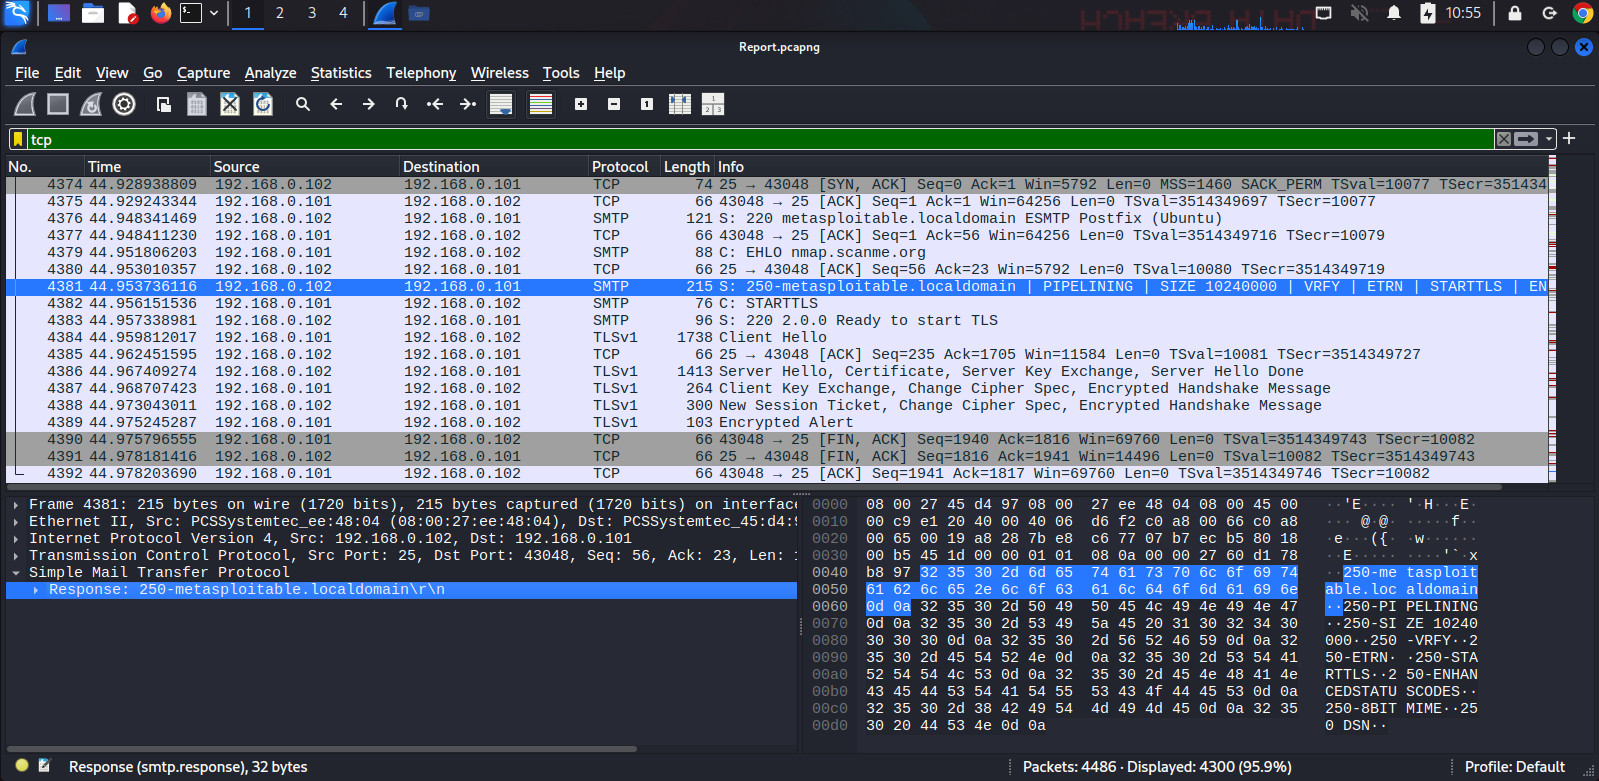 1 2 3 4 10:55
Report.pcapng
File Edit View Go Capture Analyze Statistics Telephony Wireless Tools Help
tcp
No. Time Source Destination Protocol Length Info
4374 44.928938809 192.168.0.102 192.168.0.101 TCP 74 25 → 43048 [SYN, ACK] Seq=0 Ack=1 Win=5792 Len=0 MSS=1460 SACK_PERM TSval=10077 TSecr=351434
4375 44.929243344 192.168.0.101 192.168.0.102 TCP 66 43048 → 25 [ACK] Seq=1 Ack=1 Win=64256 Len=0 TSval=3514349697 TSecr=10077
4376 44.948341469 192.168.0.102 192.168.0.101 SMTP 121 S: 220 metasploitable.localdomain ESMTP Postfix (Ubuntu)
4377 44.948411230 192.168.0.101 192.168.0.102 TCP 66 43048 → 25 [ACK] Seq=1 Ack=56 Win=64256 Len=0 TSval=3514349716 TSecr=10079
4379 44.951806203 192.168.0.101 192.168.0.102 SMTP 88 C: EHLO nmap.scanme.org
4380 44.953010357 192.168.0.102 192.168.0.101 TCP 66 25 → 43048 [ACK] Seq=56 Ack=23 Win=5792 Len=0 TSval=10080 TSecr=3514349719
4381 44.953736116 192.168.0.102 192.168.0.101 SMTP 215 S: 250-metasploitable.localdomain | PIPELINING | SIZE 10240000 | VRFY | ETRN | STARTTLS | EN
4382 44.956151536 192.168.0.101 192.168.0.102 SMTP 76 C: STARTTLS
4383 44.957338981 192.168.0.102 192.168.0.101 SMTP 96 S: 220 2.0.0 Ready to start TLS
4384 44.959812017 192.168.0.101 192.168.0.102 TLSv1 1738 Client Hello
4385 44.962451595 192.168.0.102 192.168.0.101 TCP 66 25 → 43048 [ACK] Seq=235 Ack=1705 Win=11584 Len=0 TSval=10081 TSecr=3514349727
4386 44.967409274 192.168.0.102 192.168.0.101 TLSv1 1413 Server Hello, Certificate, Server Key Exchange, Server Hello Done
4387 44.968707423 192.168.0.101 192.168.0.102 TLSv1 264 Client Key Exchange, Change Cipher Spec, Encrypted Handshake Message
4388 44.973043011 192.168.0.102 192.168.0.101 TLSv1 300 New Session Ticket, Change Cipher Spec, Encrypted Handshake Message
4389 44.975245287 192.168.0.101 192.168.0.102 TLSv1 103 Encrypted Alert
4390 44.975796555 192.168.0.101 192.168.0.102 TCP 66 43048 → 25 [FIN, ACK] Seq=1940 Ack=1816 Win=69760 Len=0 TSval=3514349743 TSecr=10082
4391 44.978181416 192.168.0.102 192.168.0.101 TCP 66 25 → 43048 [FIN, ACK] Seq=1816 Ack=1941 Win=14496 Len=0 TSval=10082 TSecr=3514349743
4392 44.978203690 192.168.0.101 192.168.0.102 TCP 66 43048 → 25 [ACK] Seq=1941 Ack=1817 Win=69760 Len=0 TSval=3514349746 TSecr=10082
Frame 4381: 215 bytes on wire (1720 bits), 215 bytes captured (1720 bits) on interface
Ethernet II, Src: PCSSystemtec_ee:48:04 (08:00:27:ee:48:04), Dst: PCSSystemtec_45:d4:9
Internet Protocol Version 4, Src: 192.168.0.102, Dst: 192.168.0.101
Transmission Control Protocol, Src Port: 25, Dst Port: 43048, Seq: 56, Ack: 23, Len: 1
Simple Mail Transfer Protocol
Response: 250-metasploitable.localdomain\r\n
0000 08 00 27 45 d4 97 08 00 27 ee 48 04 08 00 45 00 ··'E···· '·H···E·
0010 00 c9 e1 20 40 00 40 06 d6 f2 c0 a8 00 66 c0 a8 ··· @·@· ·····f··
0020 00 65 00 19 a8 28 7b e8 c6 77 07 b7 ec b5 80 18 ·e···({· ·w······
0030 00 b5 45 1d 00 00 01 01 08 0a 00 00 27 60 d1 78 ··E····· ····'`·x
0040 b8 97 32 35 30 2d 6d 65 74 61 73 70 6c 6f 69 74 ··250-me tasploit
0050 61 62 6c 65 2e 6c 6f 63 61 6c 64 6f 6d 61 69 6e able.loc aldomain
0060 0d 0a 32 35 30 2d 50 49 50 45 4c 49 4e 49 4e 47 ··250-PI PELINING
0070 0d 0a 32 35 30 2d 53 49 5a 45 20 31 30 32 34 30 ··250-SI ZE 10240
0080 30 30 30 0d 0a 32 35 30 2d 56 52 46 59 0d 0a 32 000··250 -VRFY··2
0090 35 30 2d 45 54 52 4e 0d 0a 32 35 30 2d 53 54 41 50-ETRN· ·250-STA
00a0 52 54 54 4c 53 0d 0a 32 35 30 2d 45 4e 48 41 4e RTTLS··2 50-ENHAN
00b0 43 45 44 53 54 41 54 55 53 43 4f 44 45 53 0d 0a CEDSTATU SCODES··
00c0 32 35 30 2d 38 42 49 54 4d 49 4d 45 0d 0a 32 35 250-8BIT MIME··25
00d0 30 20 44 53 4e 0d 0a 0 DSN··
Response (smtp.response), 32 bytes
Packets: 4486 · Displayed: 4300 (95.9%)
Profile: Default